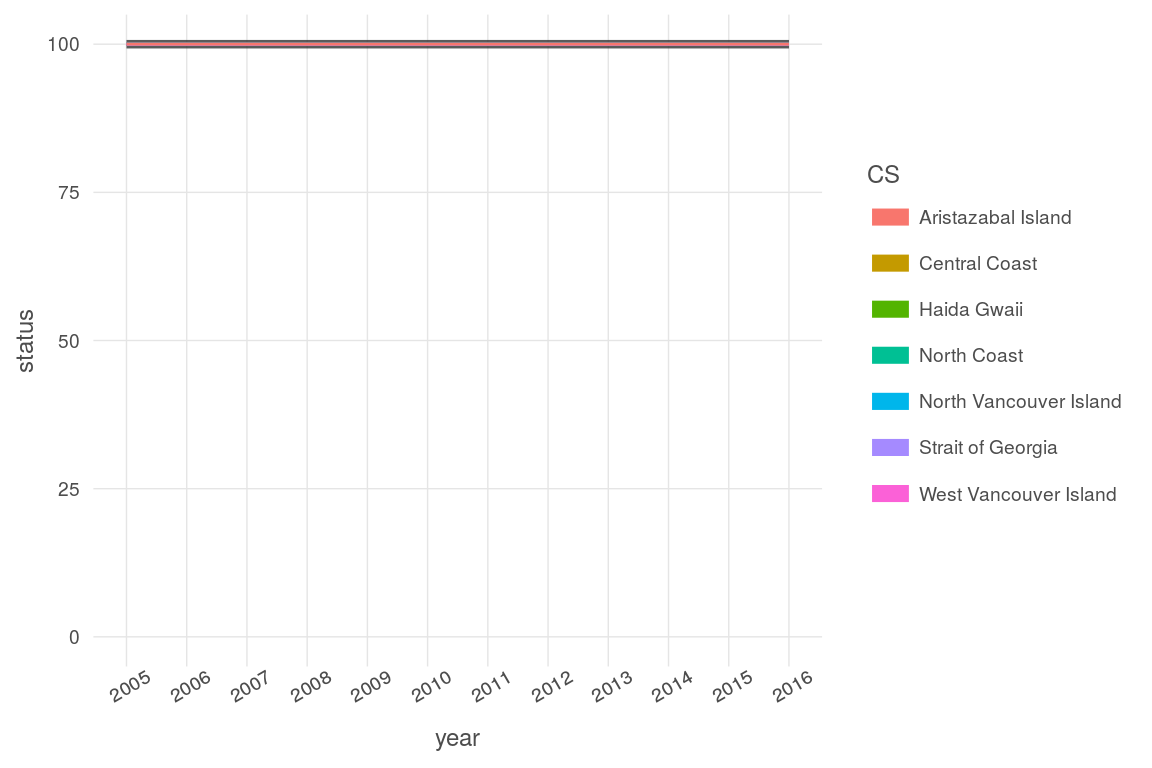 100
75
50
25
0
status
2005 2006 2007 2008 2009 2010 2011 2012 2013 2014 2015 2016
year
CS
Aristazabal Island
Central Coast
Haida Gwaii
North Coast
North Vancouver Island
Strait of Georgia
West Vancouver Island